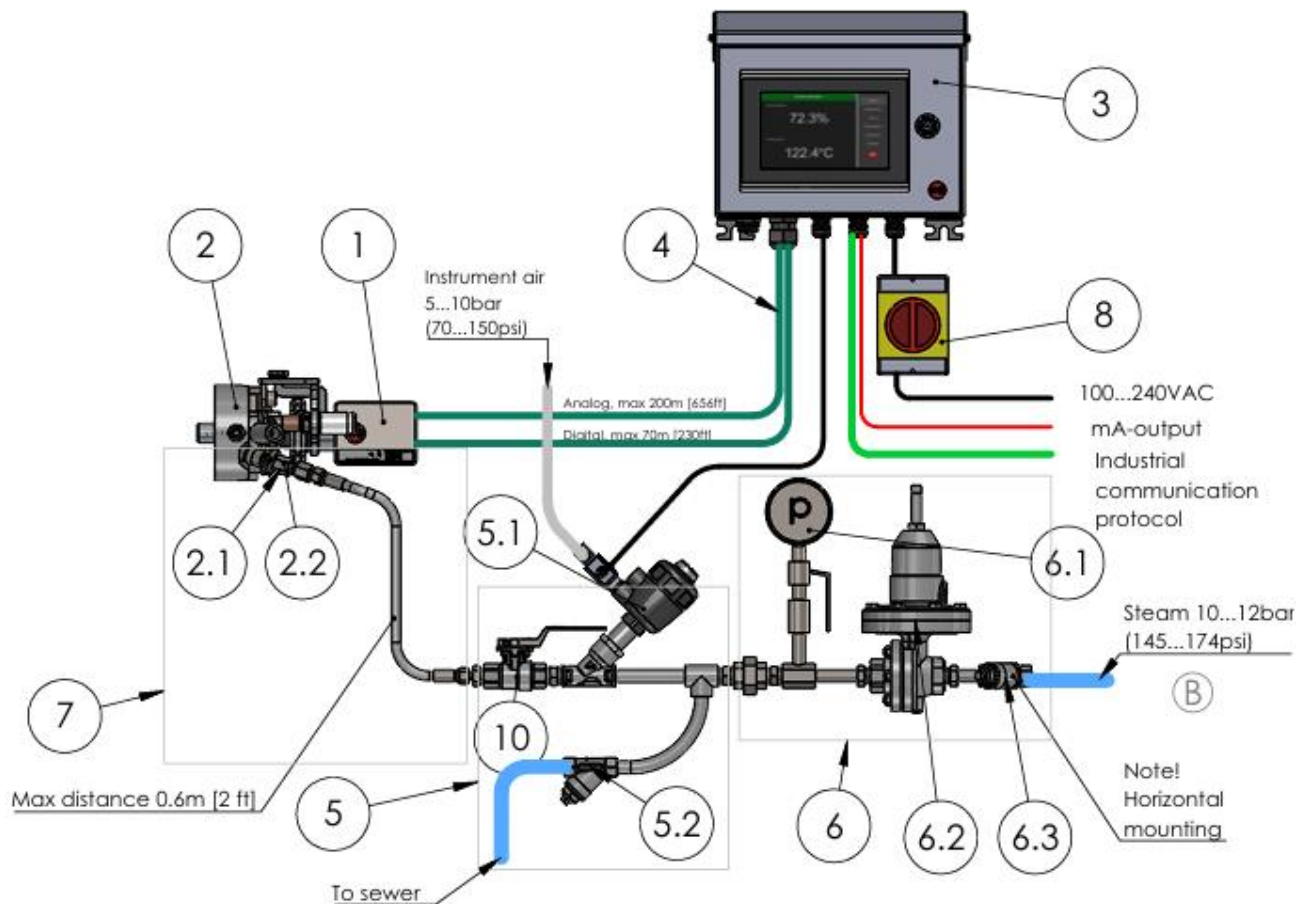 3
72.3%
122.4°C
2
1
4
Instrument air
5...10bar
(70...150psi)
8
Analog, max 200m [656ft]
Digital, max 70m [230ft]
100...240VAC
mA-output
Industrial
communication
protocol
p
5.1
6.1
2.1
2.2
Steam 10...12bar
(145...174psi)
B
7
10
Note!
Horizontal
mounting
Max distance 0.6m [2 ft]
5
5.2
6
6.2
6.3
To sewer